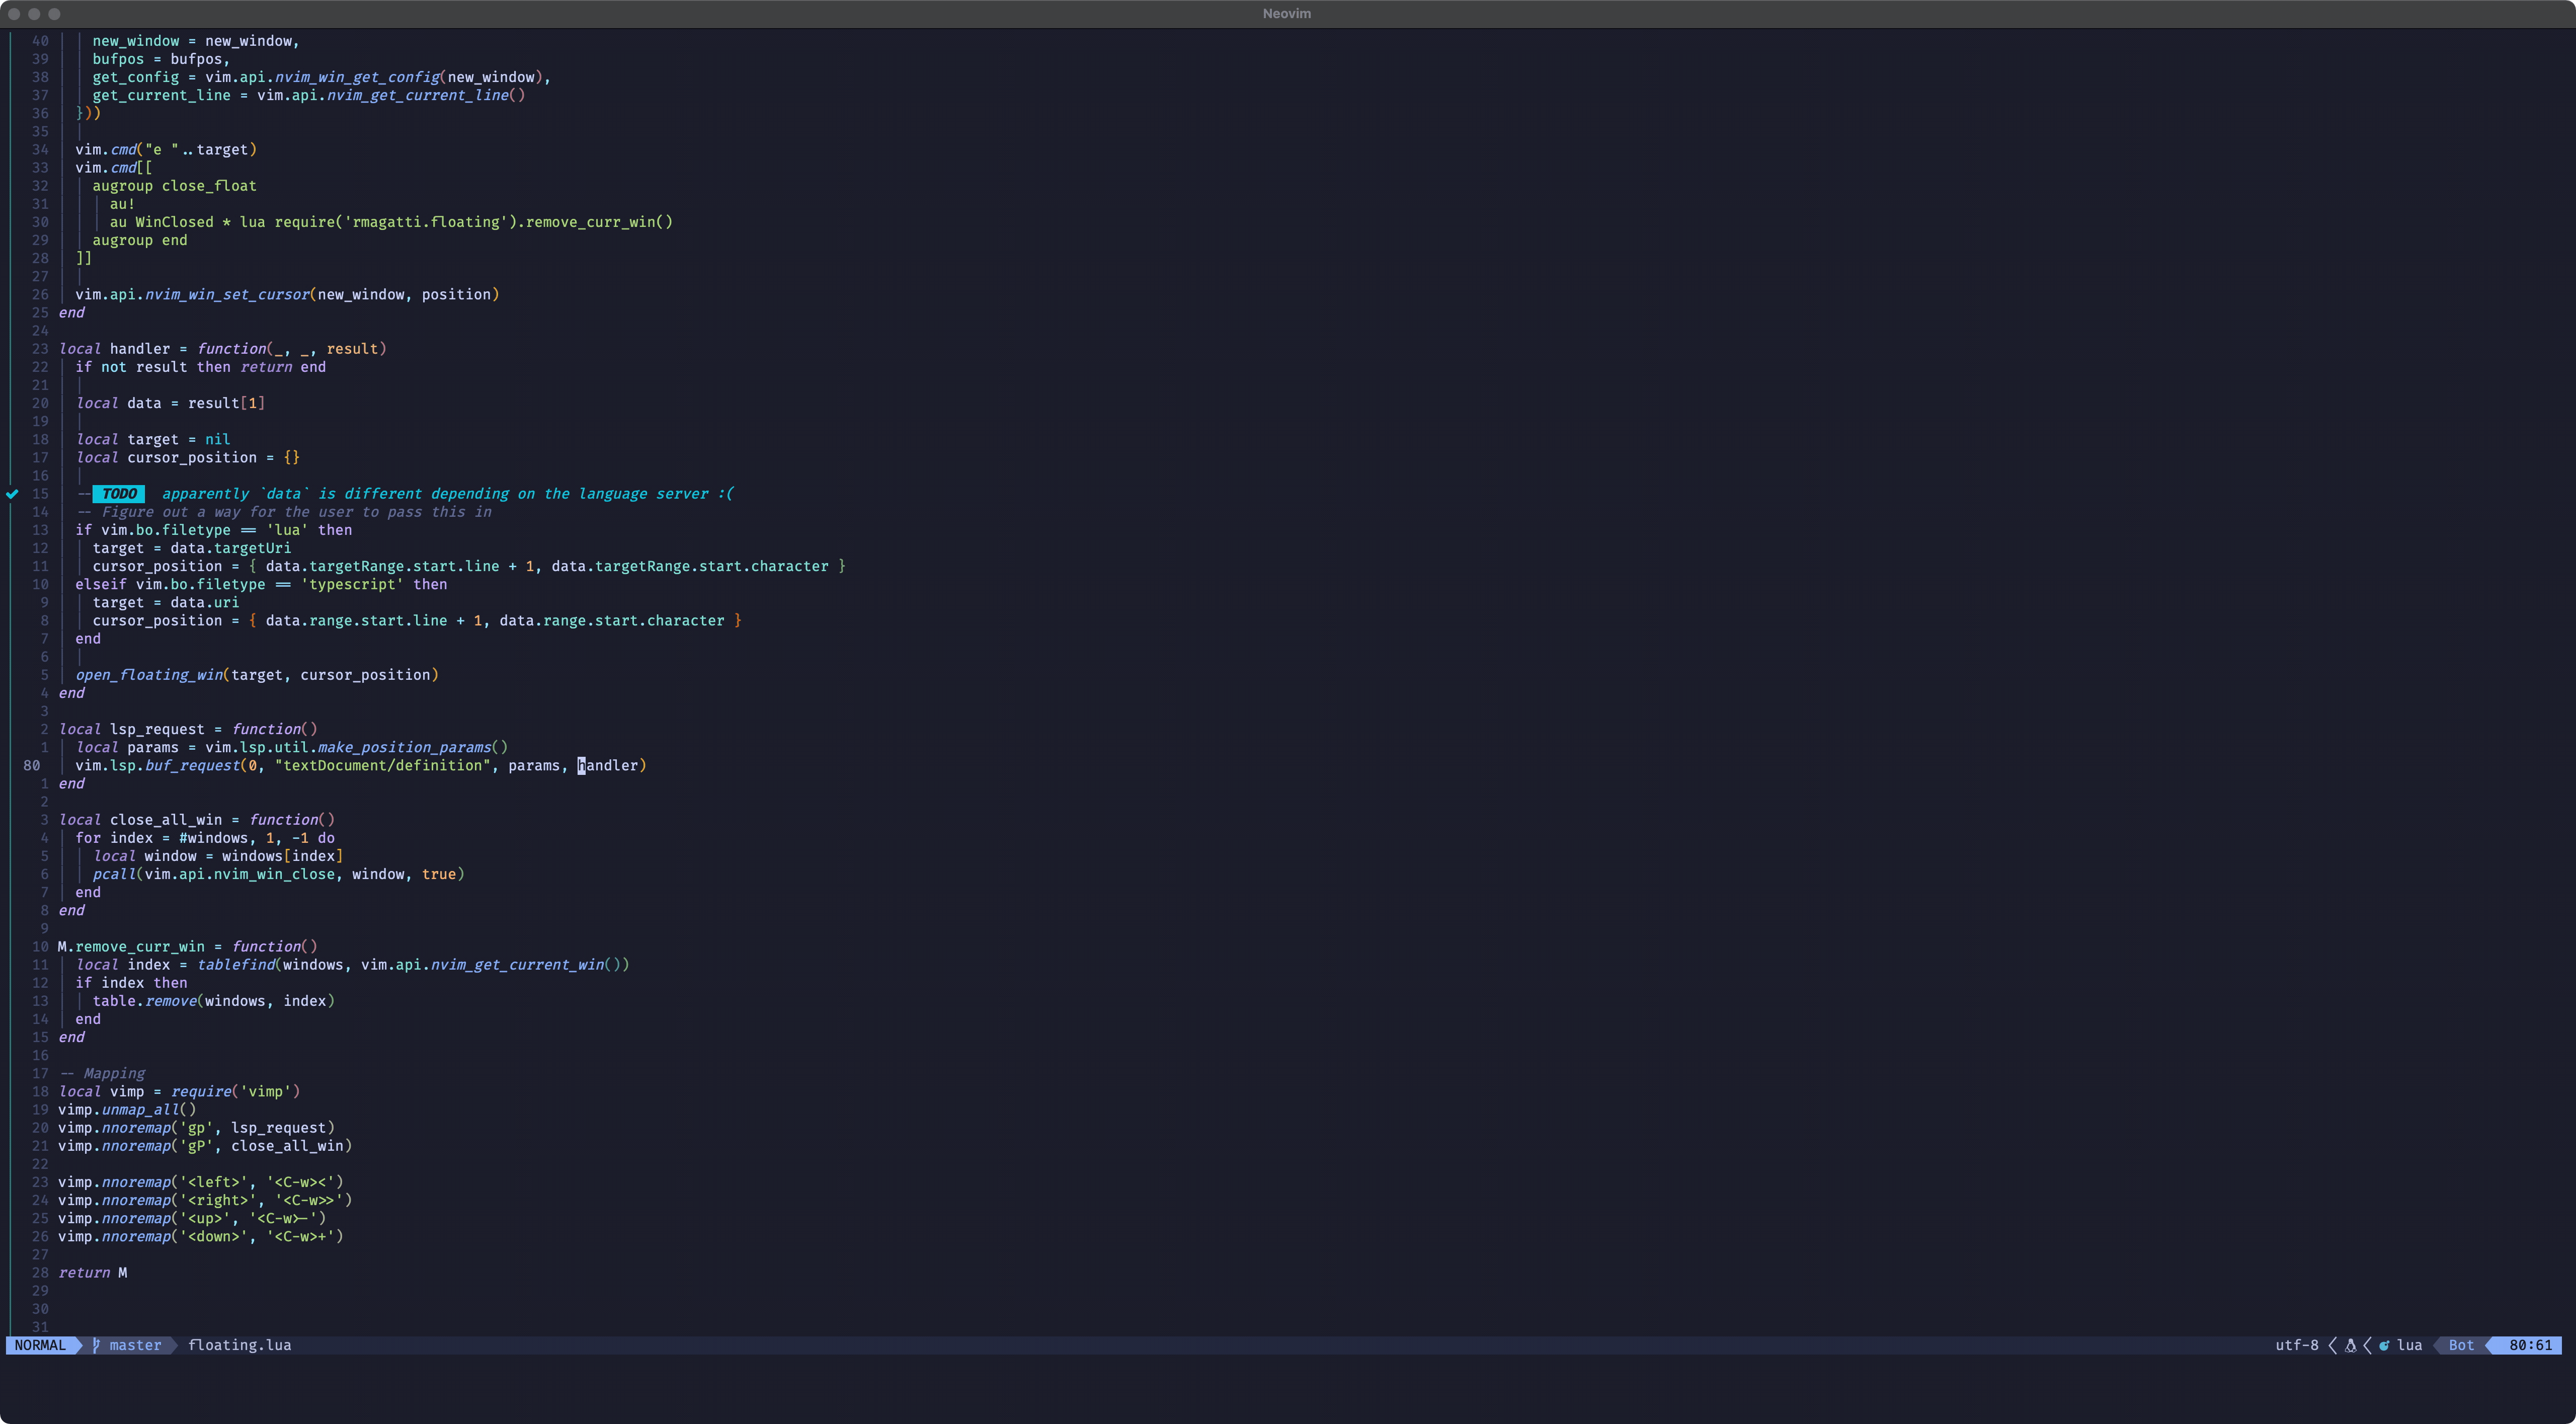 Neovim
40 new_window = new_window,
39 bufpos = bufpos,
38 get_config = vim.api.nvim_win_get_config(new_window),
37 get_current_line = vim.api.nvim_get_current_line()
36 }))
35
34 vim.cmd("e "..target)
33 vim.cmd[[
32 augroup close_float
31 au!
30 au WinClosed * lua require('rmagatti.floating').remove_curr_win()
29 augroup end
28 ]]
27
26 vim.api.nvim_win_set_cursor(new_window, position)
25 end
24
23 local handler = function(_, _, result)
22 if not result then return end
21
20 local data = result[1]
19
18 local target = nil
17 local cursor_position = {}
16
15 -- TODO apparently `data` is different depending on the language server :(
14 -- Figure out a way for the user to pass this in
13 if vim.bo.filetype == 'lua' then
12 target = data.targetUri
11 cursor_position = { data.targetRange.start.line + 1, data.targetRange.start.character }
10 elseif vim.bo.filetype == 'typescript' then
9 target = data.uri
8 cursor_position = { data.range.start.line + 1, data.range.start.character }
7 end
6
5 open_floating_win(target, cursor_position)
4 end
3
2 local lsp_request = function()
1 local params = vim.lsp.util.make_position_params()
80 vim.lsp.buf_request(0, "textDocument/definition", params, handler)
1 end
2
3 local close_all_win = function()
4 for index = #windows, 1, -1 do
5 local window = windows[index]
6 pcall(vim.api.nvim_win_close, window, true)
7 end
8 end
9
10 M.remove_curr_win = function()
11 local index = tablefind(windows, vim.api.nvim_get_current_win())
12 if index then
13 table.remove(windows, index)
14 end
15 end
16
17 -- Mapping
18 local vimp = require('vimp')
19 vimp.unmap_all()
20 vimp.nnoremap('gp', lsp_request)
21 vimp.nnoremap('gP', close_all_win)
22
23 vimp.nnoremap('<left>', '<C-w><')
24 vimp.nnoremap('<right>', '<C-w>>')
25 vimp.nnoremap('<up>', '<C-w>-')
26 vimp.nnoremap('<down>', '<C-w>+')
27
28 return M
29
30
31
NORMAL master floating.lua utf-8 lua Bot 80:61